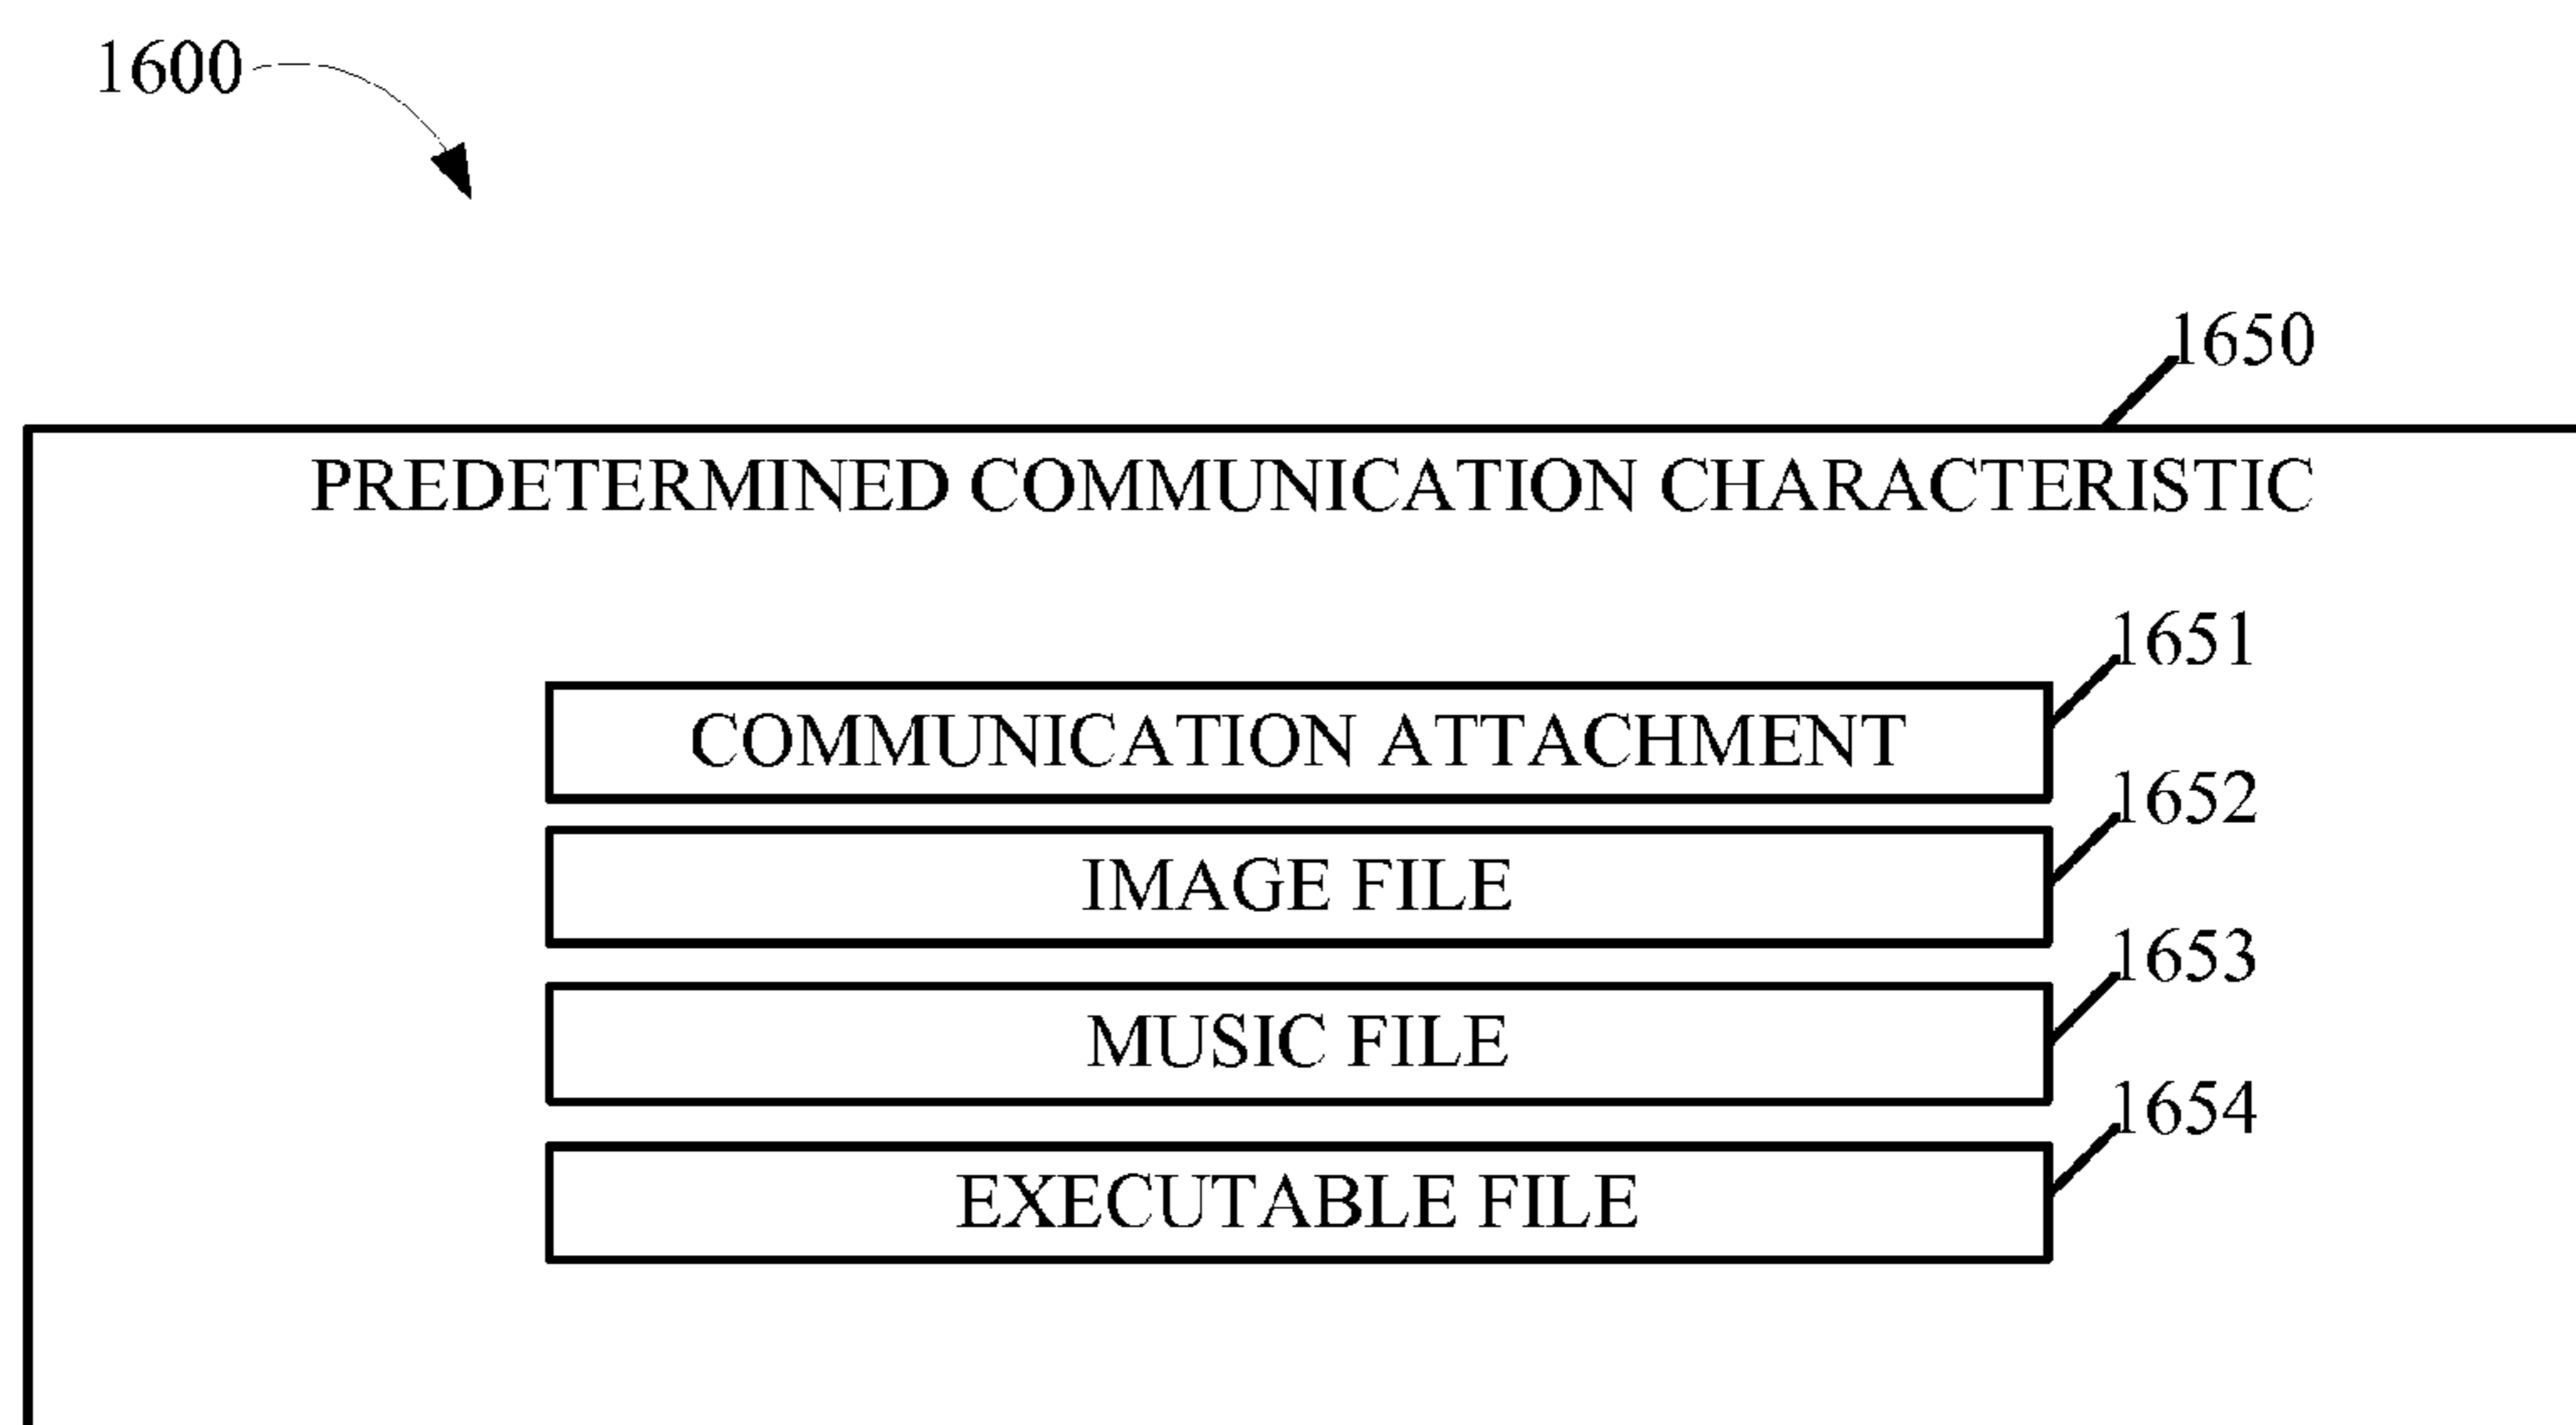 1600
1650
PREDETERMINED COMMUNICATION CHARACTERISTIC
1651
COMMUNICATION ATTACHMENT
1652
IMAGE FILE
1653
MUSIC FILE
1654
EXECUTABLE FILE